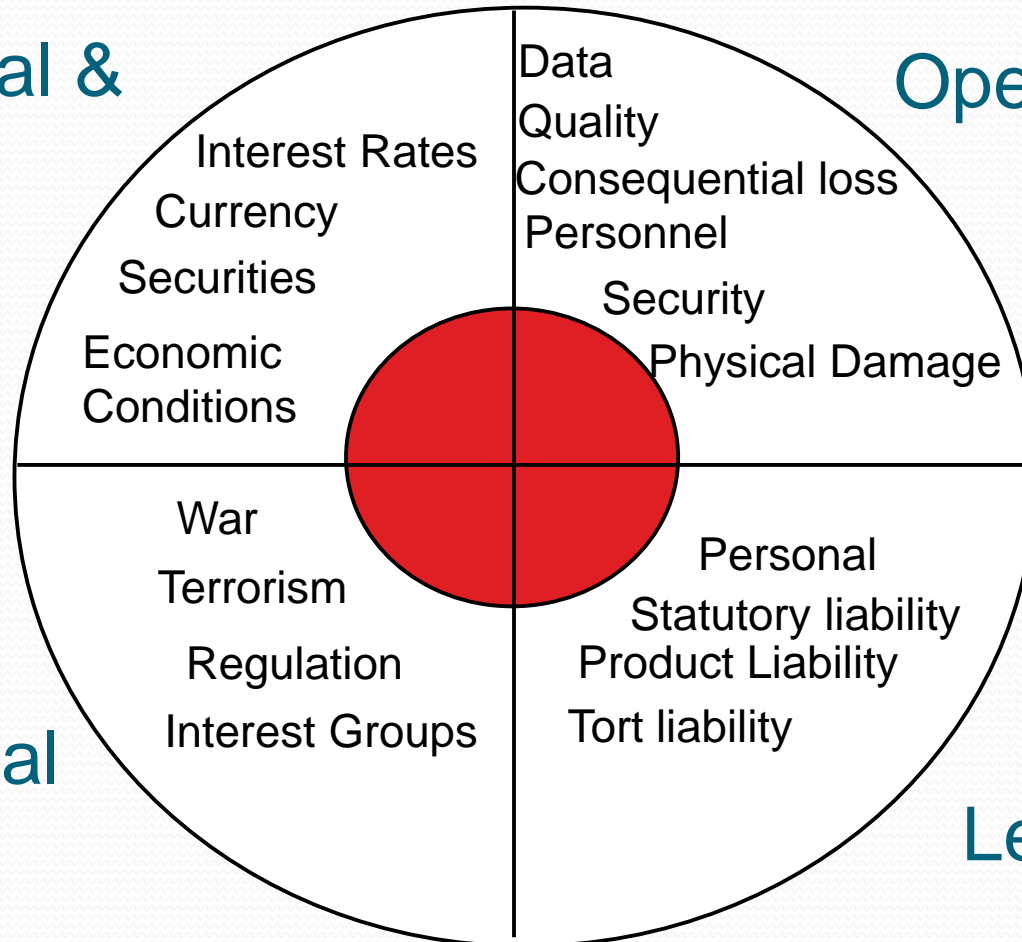 al &
Interest Rates
Currency
Securities
Economic
Conditions
Ope
Data
Quality
Consequential loss
Personnel
Security
Physical Damage
War
Terrorism
Regulation
Interest Groups
al
Personal
Statutory liability
Product Liability
Tort liability
Le